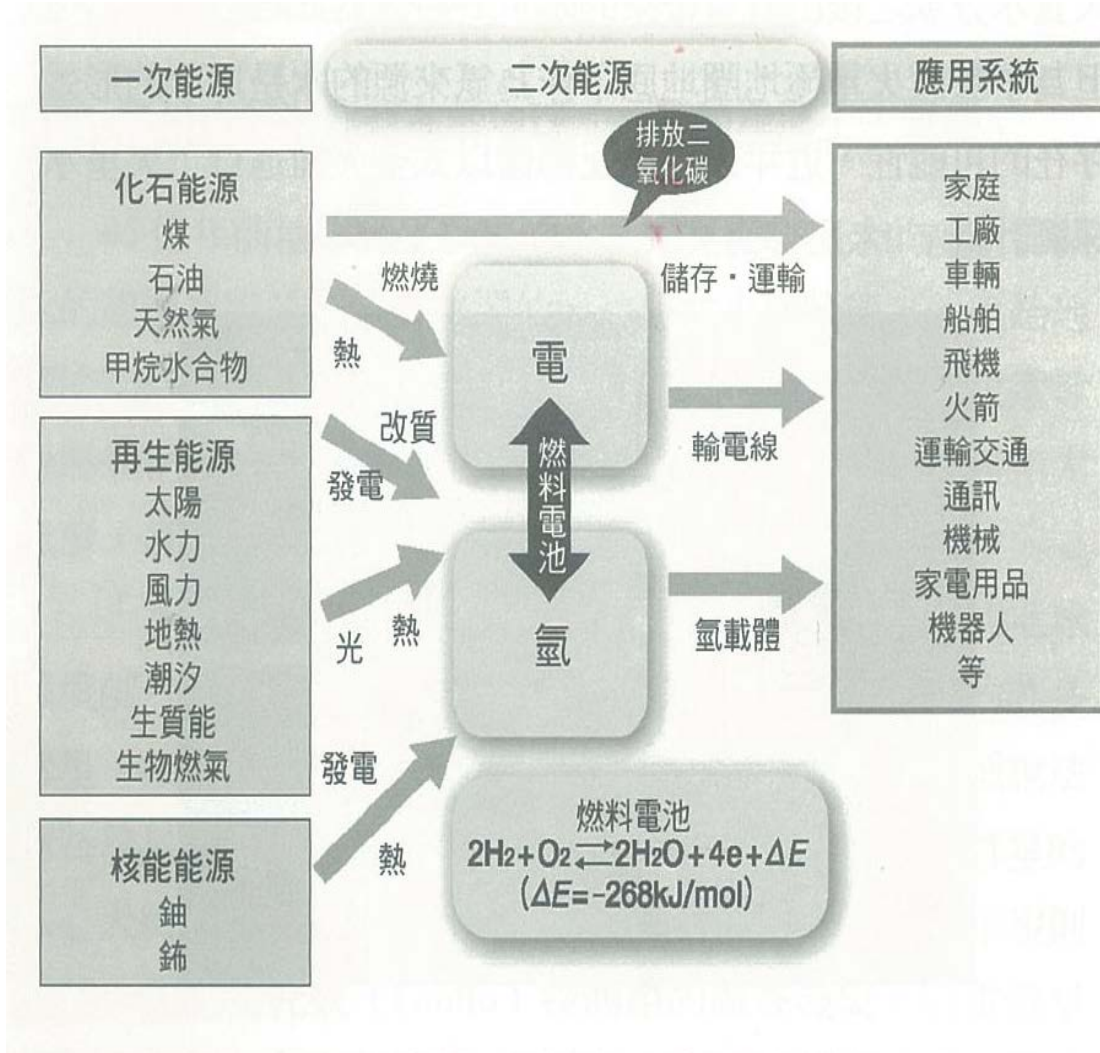 一次能源
二次能源
應用系統
排放二
氧化碳
化石能源
煤
石油
天然氣
甲烷水合物
燃燒
熱
儲存・運輸
再生能源
太陽
水力
風力
地熱
潮汐
生質能
生物燃氣
改質
發電
光
熱
電
燃料電池
氫
輸電線
氫載體
核能能源
鈾
鈽
發電
熱
燃料電池
2H2+O2⇄2H2O+4e+ΔE
(ΔE=-268kJ/mol)
家庭
工廠
車輛
船舶
飛機
火箭
運輸交通
通訊
機械
家電用品
機器人
等